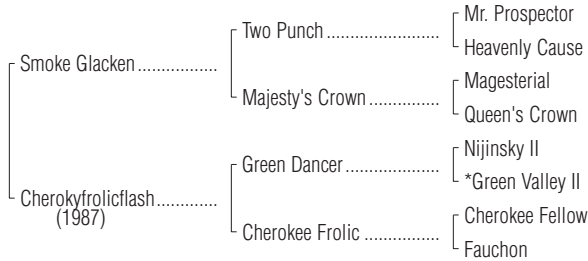 Mr. Prospector
Two Punch
Heavenly Cause
Smoke Glacken
Magesterial
Majesty's Crown
Queen's Crown
Nijinsky II
Green Dancer
*Green Valley II
Cherokyfrolicflash
(1987)
Cherokee Fellow
Cherokee Frolic
Fauchon